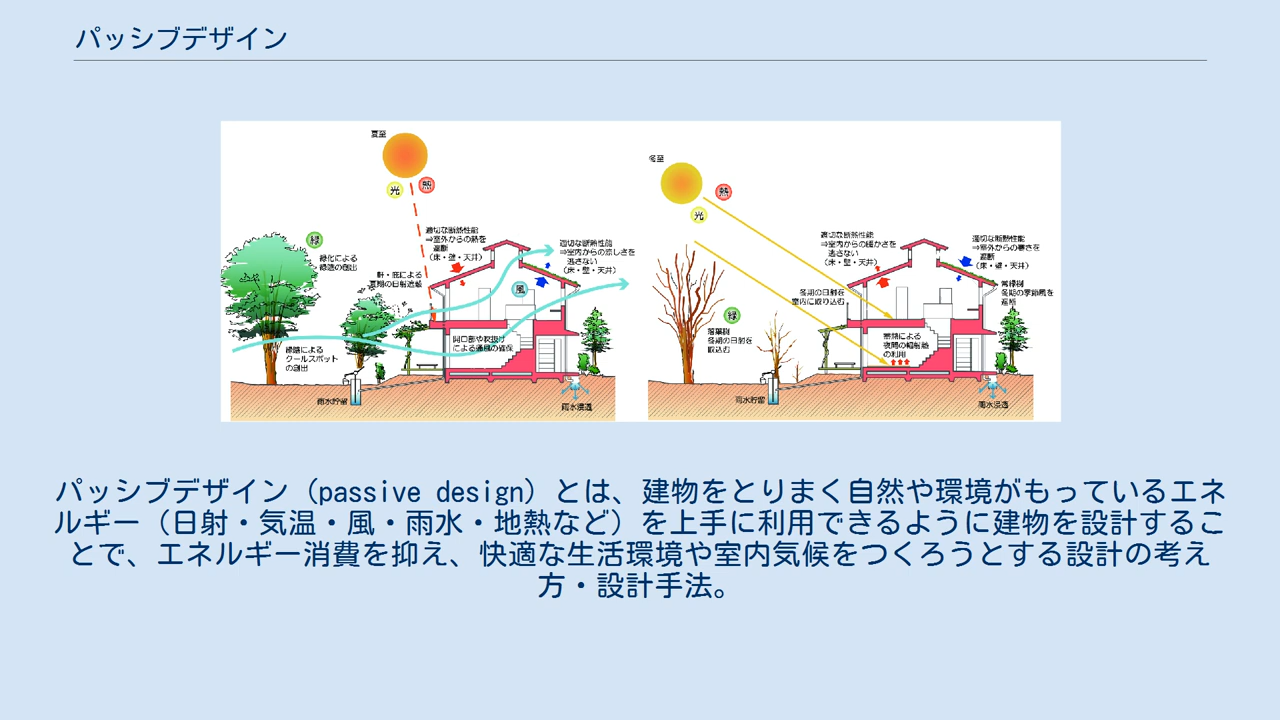 パッシブデザイン
夏至
光
熱
緑
緑化による
緑陰の創出
軒・庇による
夏期の日射遮蔽
適切な断熱性能
⇒室外からの熱を
遮断
(床・壁・天井)
適切な断熱性能
⇒室内からの涼しさを
逃さない
(床・壁・天井)
風
開口部や吹抜け
による通風の確保
緑陰による
クールスポット
の創出
雨水貯留
雨水浸透
冬至
熱
光
適切な断熱性能
⇒室内からの暖かさを
逃さない
(床・壁・天井)
適切な断熱性能
⇒室外からの寒さを
遮断
(床・壁・天井)
冬期の日射を
室内に取り込む
常緑樹
冬期の季節風を
遮断
緑
落葉樹
冬期の日射を
取込む
蓄熱による
夜間の輻射熱
の利用
雨水貯留
雨水浸透
パッシブデザイン(passive design)とは、建物をとりまく自然や環境がもっているエネ
ルギー(日射・気温・風・雨水・地熱など)を上手に利用できるように建物を設計するこ
とで、エネルギー消費を抑え、快適な生活環境や室内気候をつくろうとする設計の考え
方・設計手法。